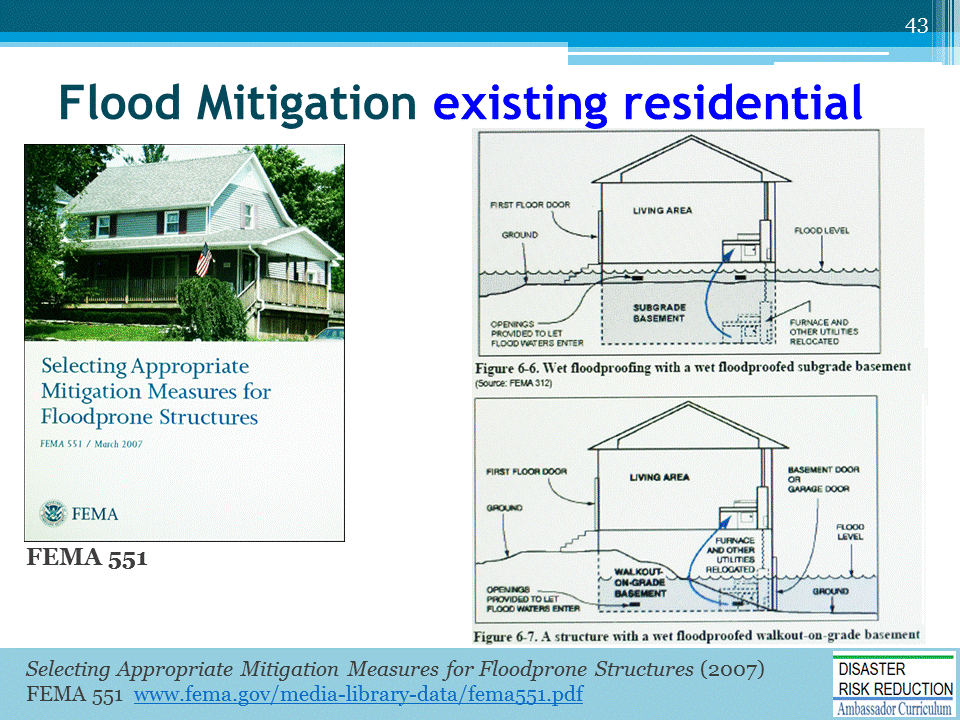 43
Flood Mitigation existing residential
Selecting Appropriate
Mitigation Measures for
Floodprone Structures
FEMA 551 / March 2007
FEMA
FEMA 551
FIRST FLOOR DOOR
LIVING AREA
GROUND
FLOOD LEVEL
SUBGRADE
BASEMENT
OPENINGS
PROVIDED TO LET
FLOOD WATERS ENTER
FURNACE AND
OTHER UTILITIES
RELOCATED
Figure 6-6. Wet floodproofing with a wet floodproofed subgrade basement
(Source: FEMA 312)
FIRST FLOOR DOOR
LIVING AREA
BASEMENT DOOR
OR
GARAGE DOOR
GROUND
FLOOD
LEVEL
FURNACE
AND OTHER
UTILITIES
RELOCATED
WALKOUT-
ON-GRADE
BASEMENT
OPENINGS
PROVIDED TO LET
FLOOD WATERS ENTER
GROUND
Figure 6-7. A structure with a wet floodproofed walkout-on-grade basement
Selecting Appropriate Mitigation Measures for Floodprone Structures (2007)
FEMA 551 www.fema.gov/media-library-data/fema551.pdf
DISASTER
RISK REDUCTION
Ambassador Curriculum